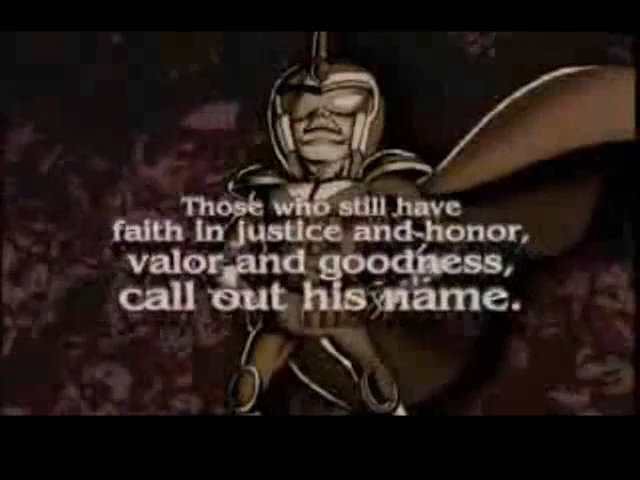 Those who still have
faith in justice and honor,
valor and goodness,
call out his name.